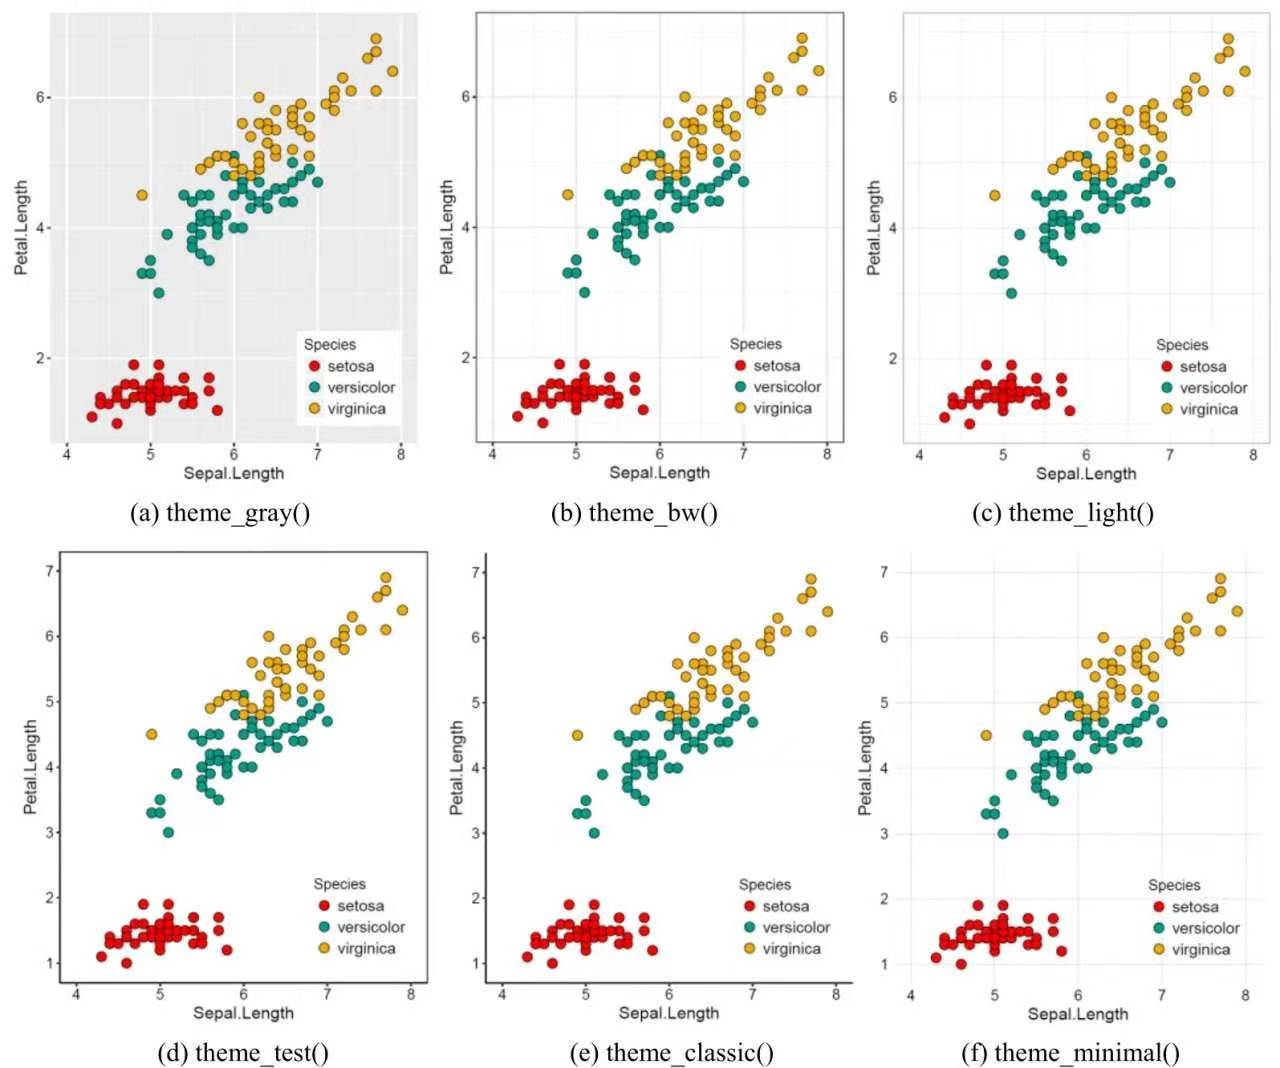 6
4
2
Petal.Length
Species
setosa
versicolor
virginica
4 5 6 7 8
Sepal.Length
(a) theme_gray()
6
4
2
Petal.Length
Species
setosa
versicolor
virginica
5 6 7 8
Sepal.Length
(b) theme_bw()
6
4
2
Petal.Length
Species
setosa
versicolor
virginica
4 5 6 7 8
Sepal.Length
(c) theme_light()
7
6
5
4
3
2
1
Petal.Length
Species
setosa
versicolor
virginica
4 5 6 7 8
Sepal.Length
(d) theme_test()
7
6
5
4
3
2
1
Petal.Length
Species
setosa
versicolor
virginica
4 5 6 7 8
Sepal.Length
(e) theme_classic()
7
6
5
4
3
2
1
Petal.Length
Species
setosa
versicolor
virginica
4 5 6 7 8
Sepal.Length
(f) theme_minimal()